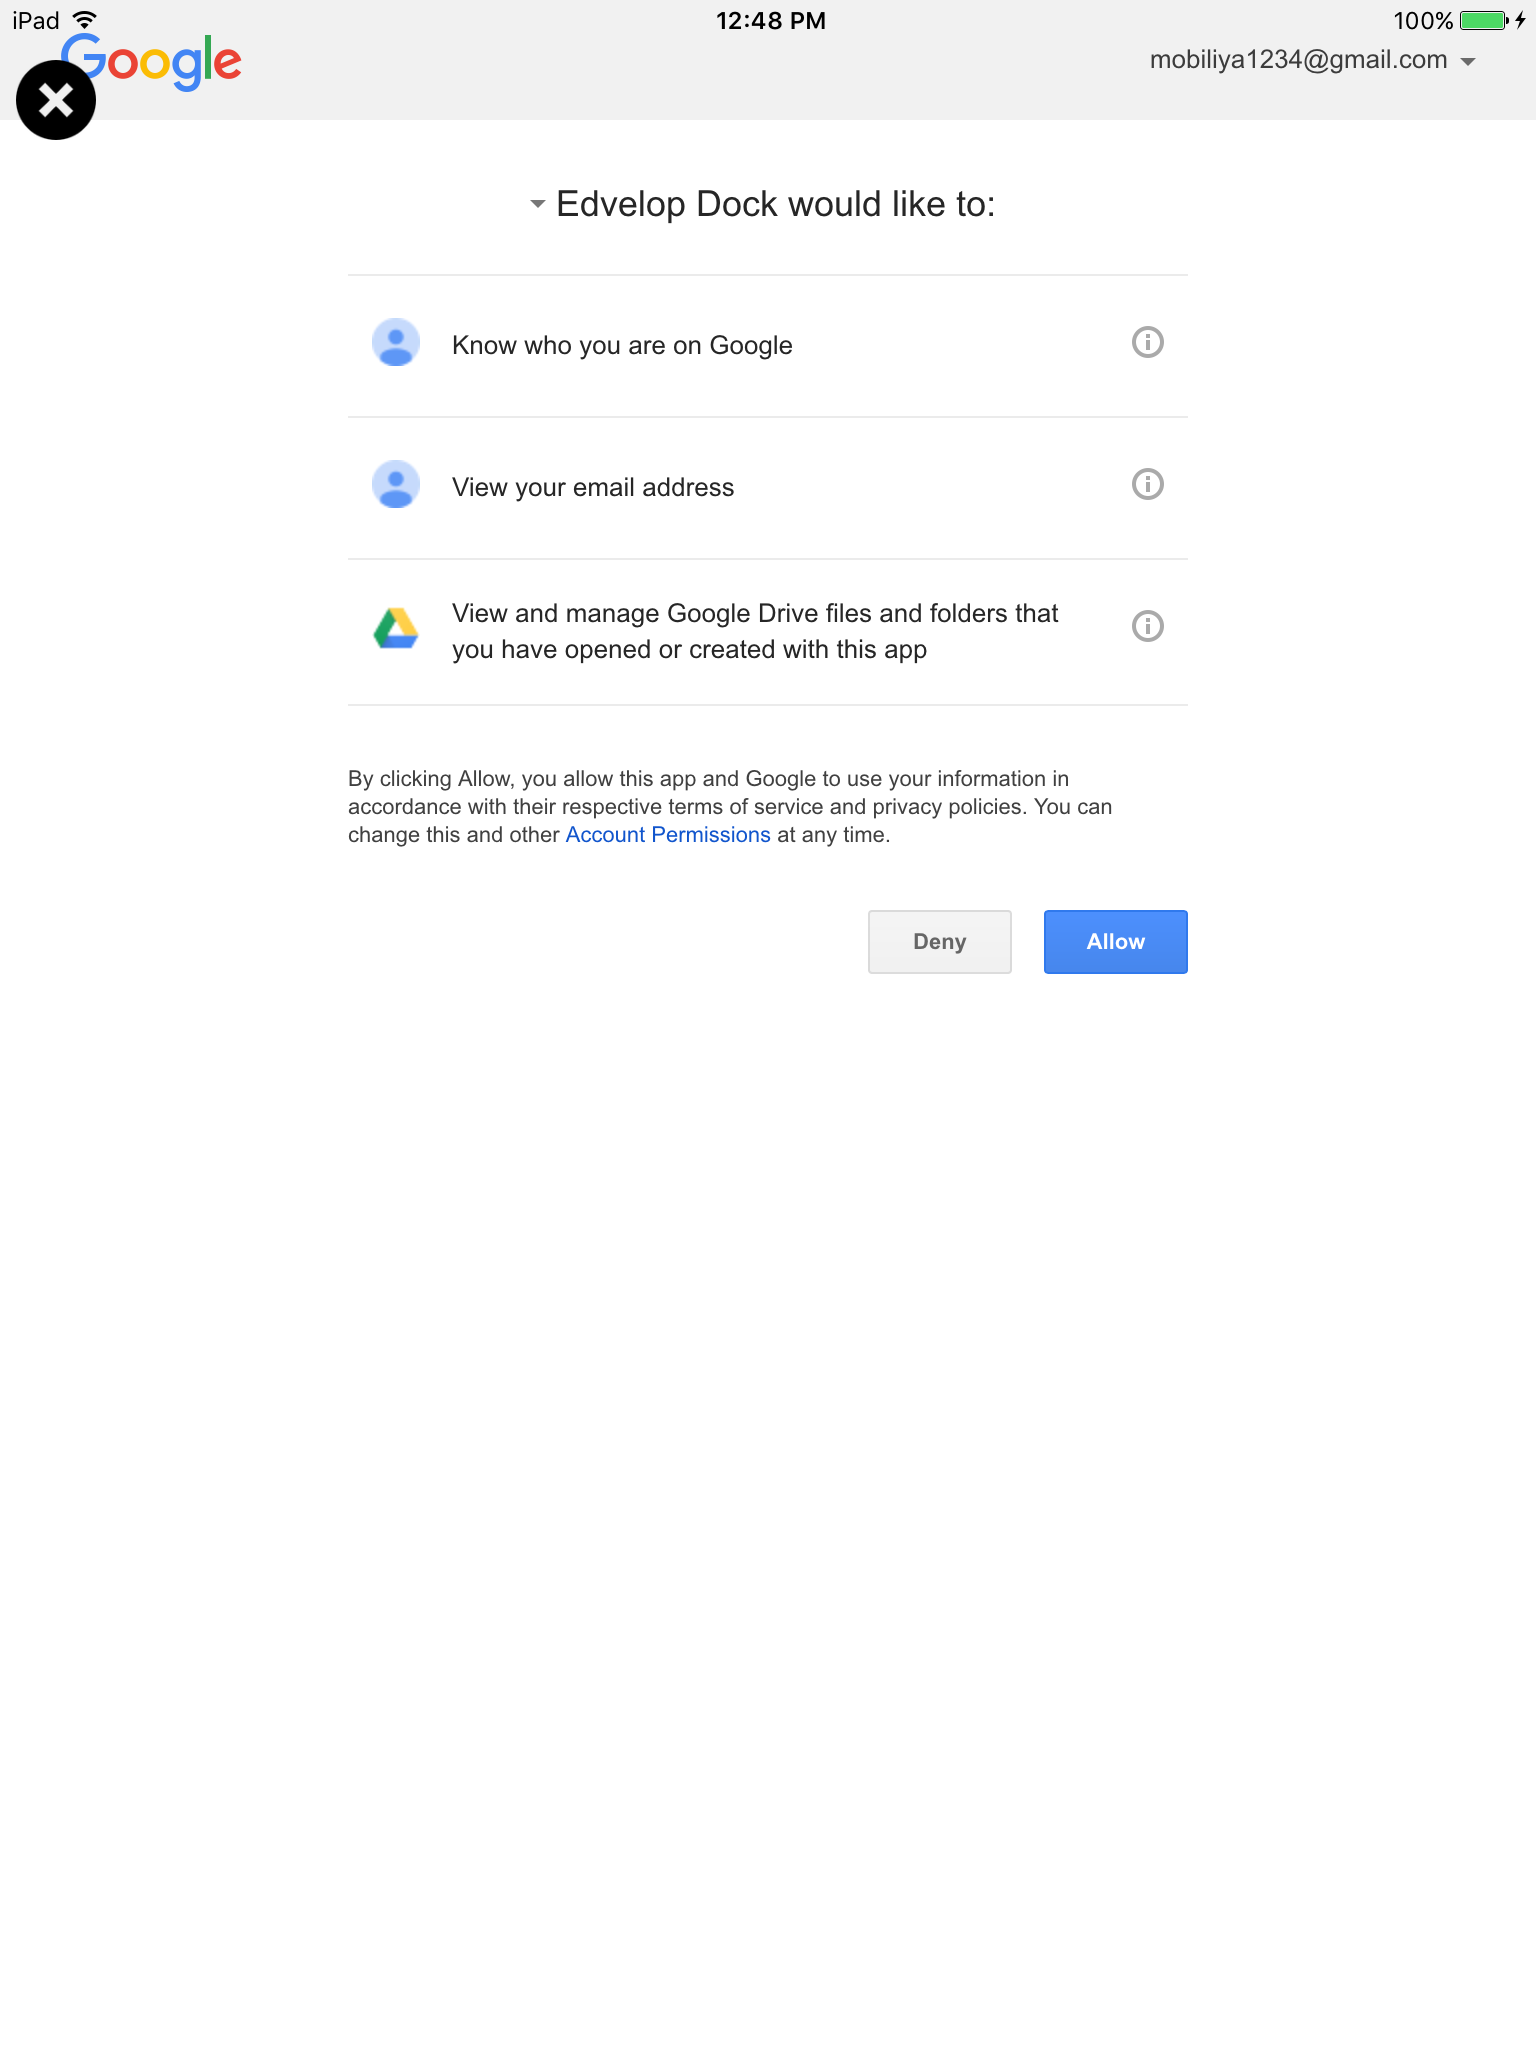 iPad 12:48 PM 100%
Google mobiliya1234@gmail.com
Edvelop Dock would like to:
Know who you are on Google
View your email address
View and manage Google Drive files and folders that
you have opened or created with this app
By clicking Allow, you allow this app and Google to use your information in
accordance with their respective terms of service and privacy policies. You can
change this and other Account Permissions at any time.
Deny Allow